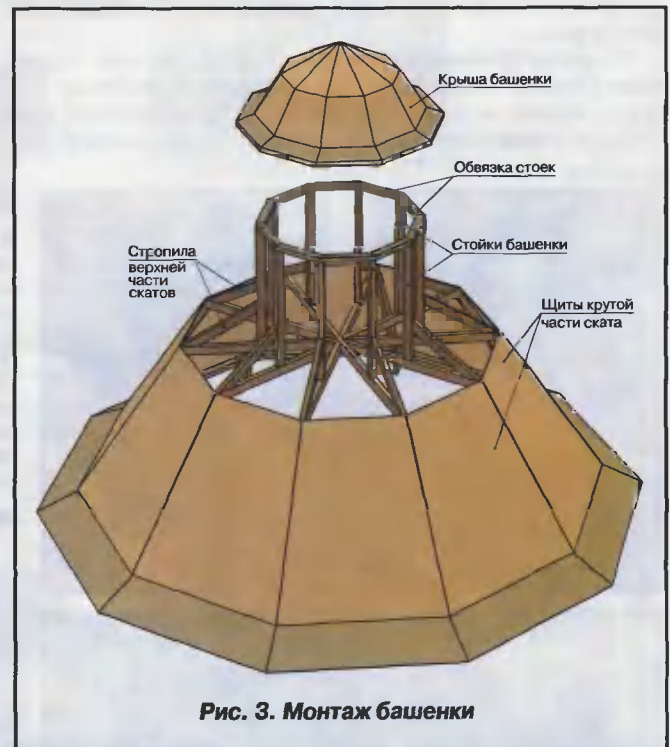 Крыша башенки
Обвязка стоек
Стойки башенки
Стропила
верхней
части
скатов
Щиты крутой
части ската
Рис. 3. Монтаж башенки